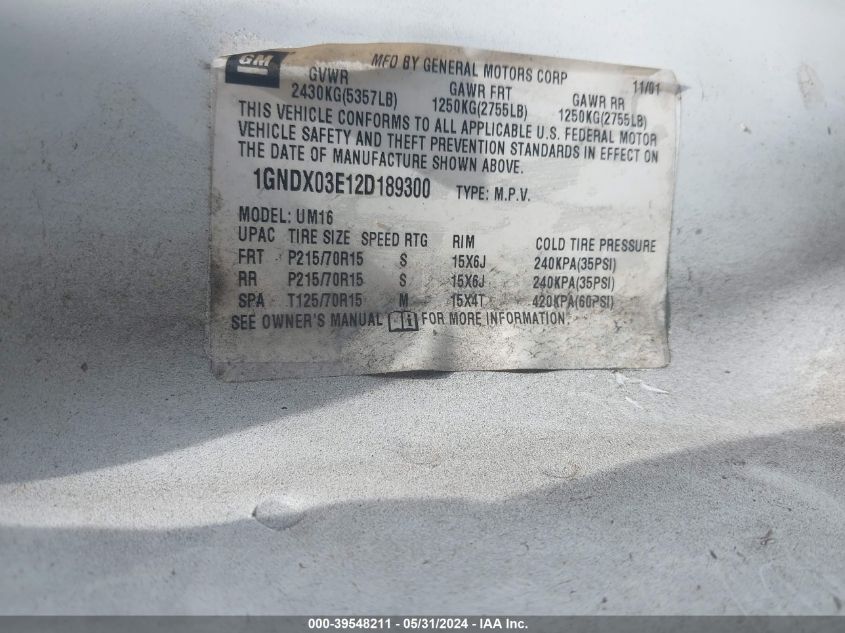 GM
MFD BY GENERAL MOTORS CORP
11/01
GVWR GAWR FRT GAWR RR
2430KG(5357LB) 1250KG(2755LB) 1250KG(2755LB)
THIS VEHICLE CONFORMS TO ALL APPLICABLE U.S. FEDERAL MOTOR
VEHICLE SAFETY AND THEFT PREVENTION STANDARDS IN EFFECT ON
THE DATE OF MANUFACTURE SHOWN ABOVE.
1GNDX03E12D189300 TYPE: M.P.V.
MODEL: UM16
UPAC TIRE SIZE SPEED RTG RIM COLD TIRE PRESSURE
FRT P215/70R15 S 15X6J 240KPA(35PSI)
RR P215/70R15 S 15X6J 240KPA(35PSI)
SPA T125/70R15 M 15X4T 420KPA(60PSI)
SEE OWNER'S MANUAL FOR MORE INFORMATION.
000-39548211 - 05/31/2024 - IAA Inc.